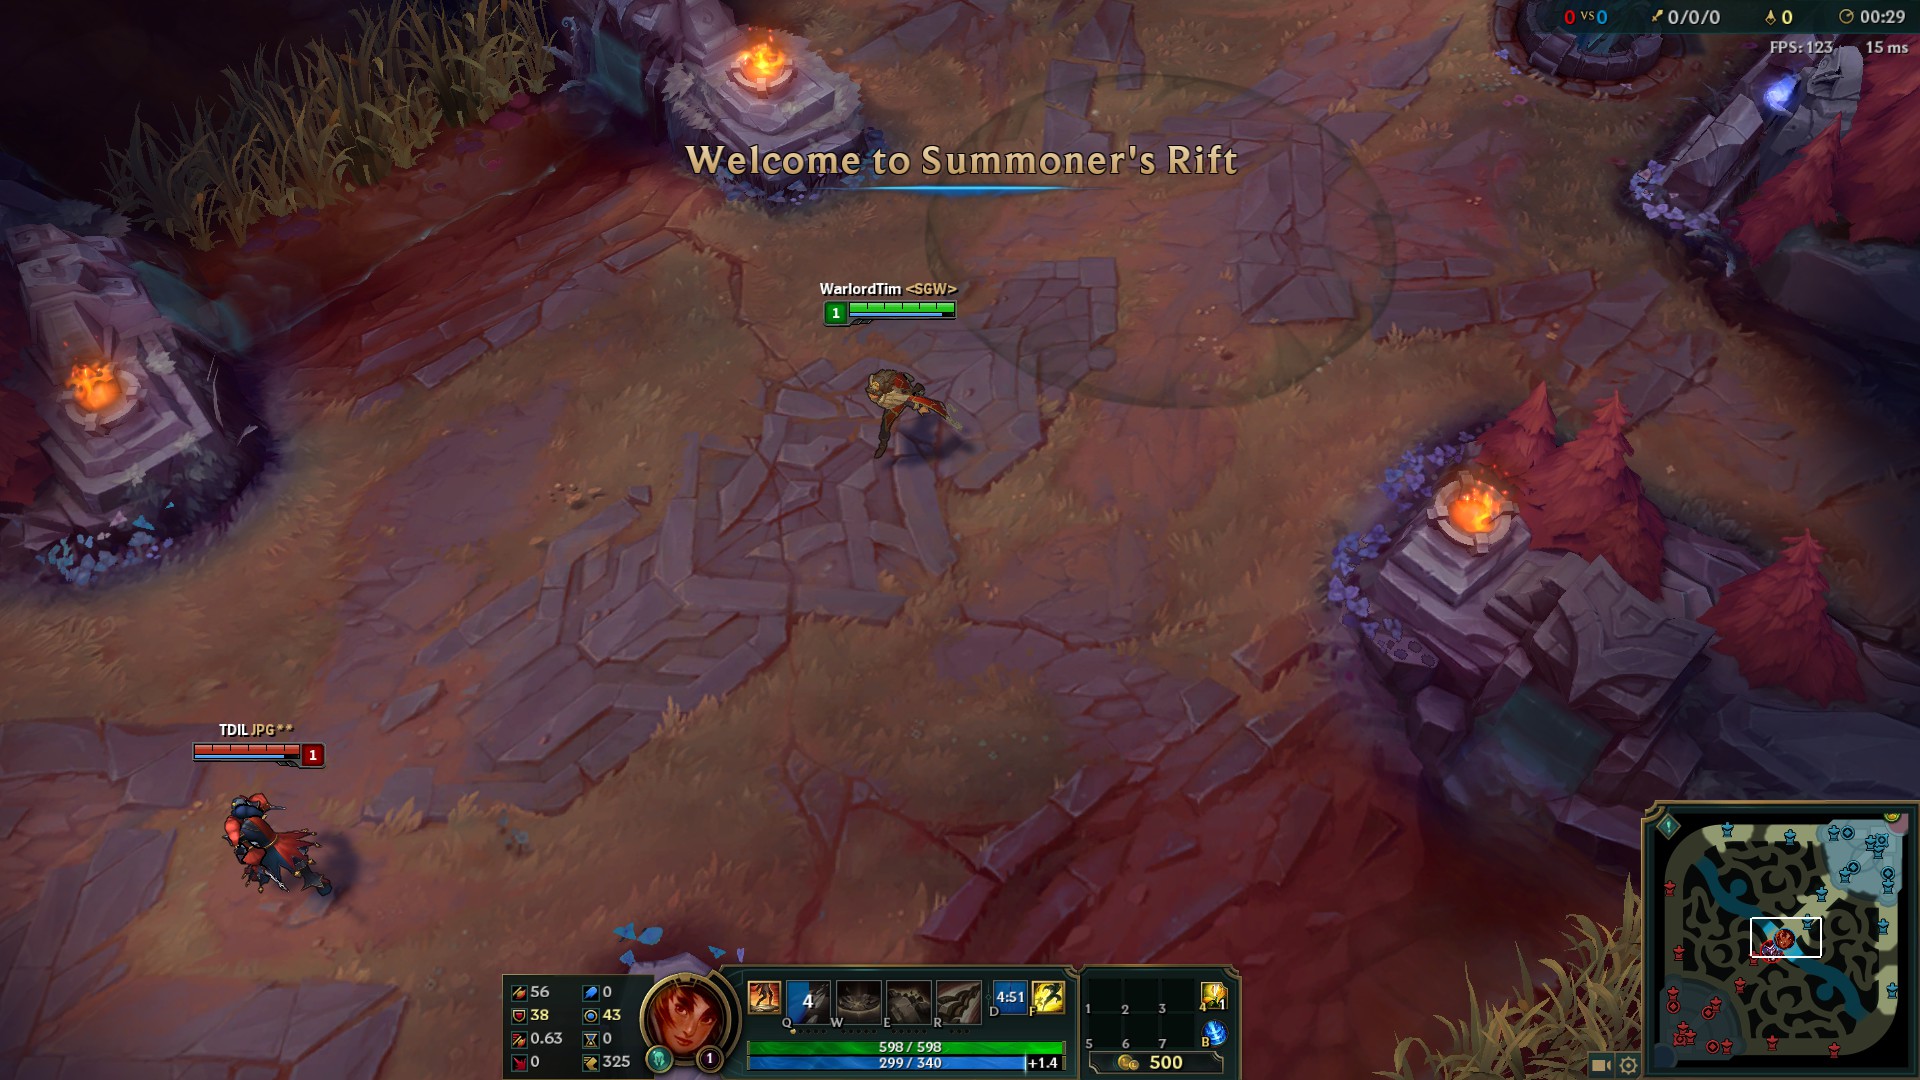 0 VS 0 0/0/0 0 00:29
FPS: 123 15 ms
Welcome to Summoner's Rift
WarlordTim <SGW>
1
TDILJPG**
1
56 0
38 43
0.63 0
0 325
1
4 4:51
Q W E R D F
598 / 598
299 / 340 +1.4
1 2 3 4 1
5 6 7 B
500